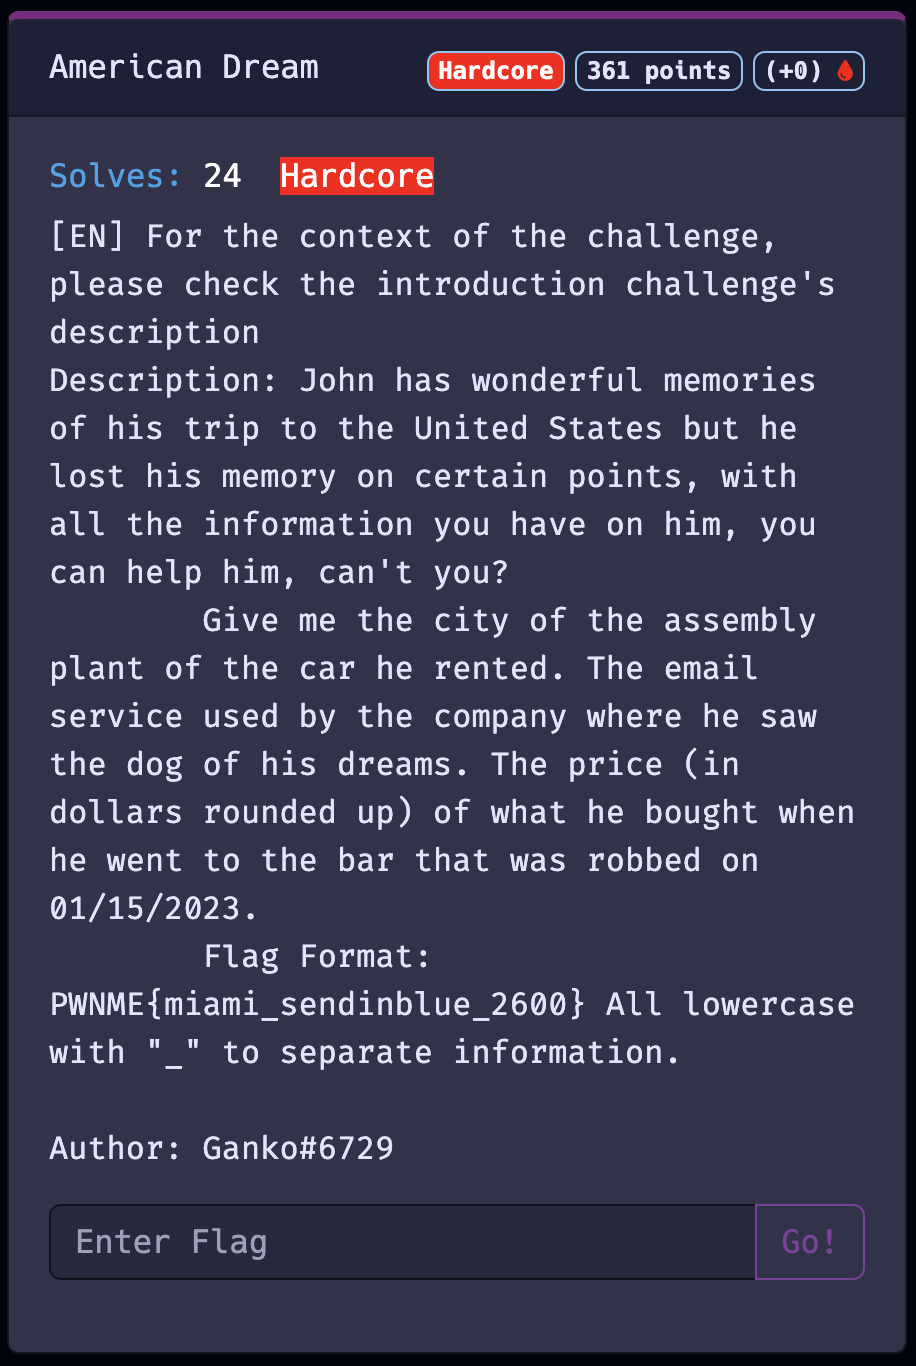 American Dream
Hardcore 361 points (+0)
Solves: 24 Hardcore
[EN] For the context of the challenge,
please check the introduction challenge's
description
Description: John has wonderful memories
of his trip to the United States but he
lost his memory on certain points, with
all the information you have on him, you
can help him, can't you?
Give me the city of the assembly
plant of the car he rented. The email
service used by the company where he saw
the dog of his dreams. The price (in
dollars rounded up) of what he bought when
he went to the bar that was robbed on
01/15/2023.
Flag Format:
PWNME{miami_sendinblue_2600} All lowercase
with "_" to separate information.
Author: Ganko#6729
Enter Flag
Go!